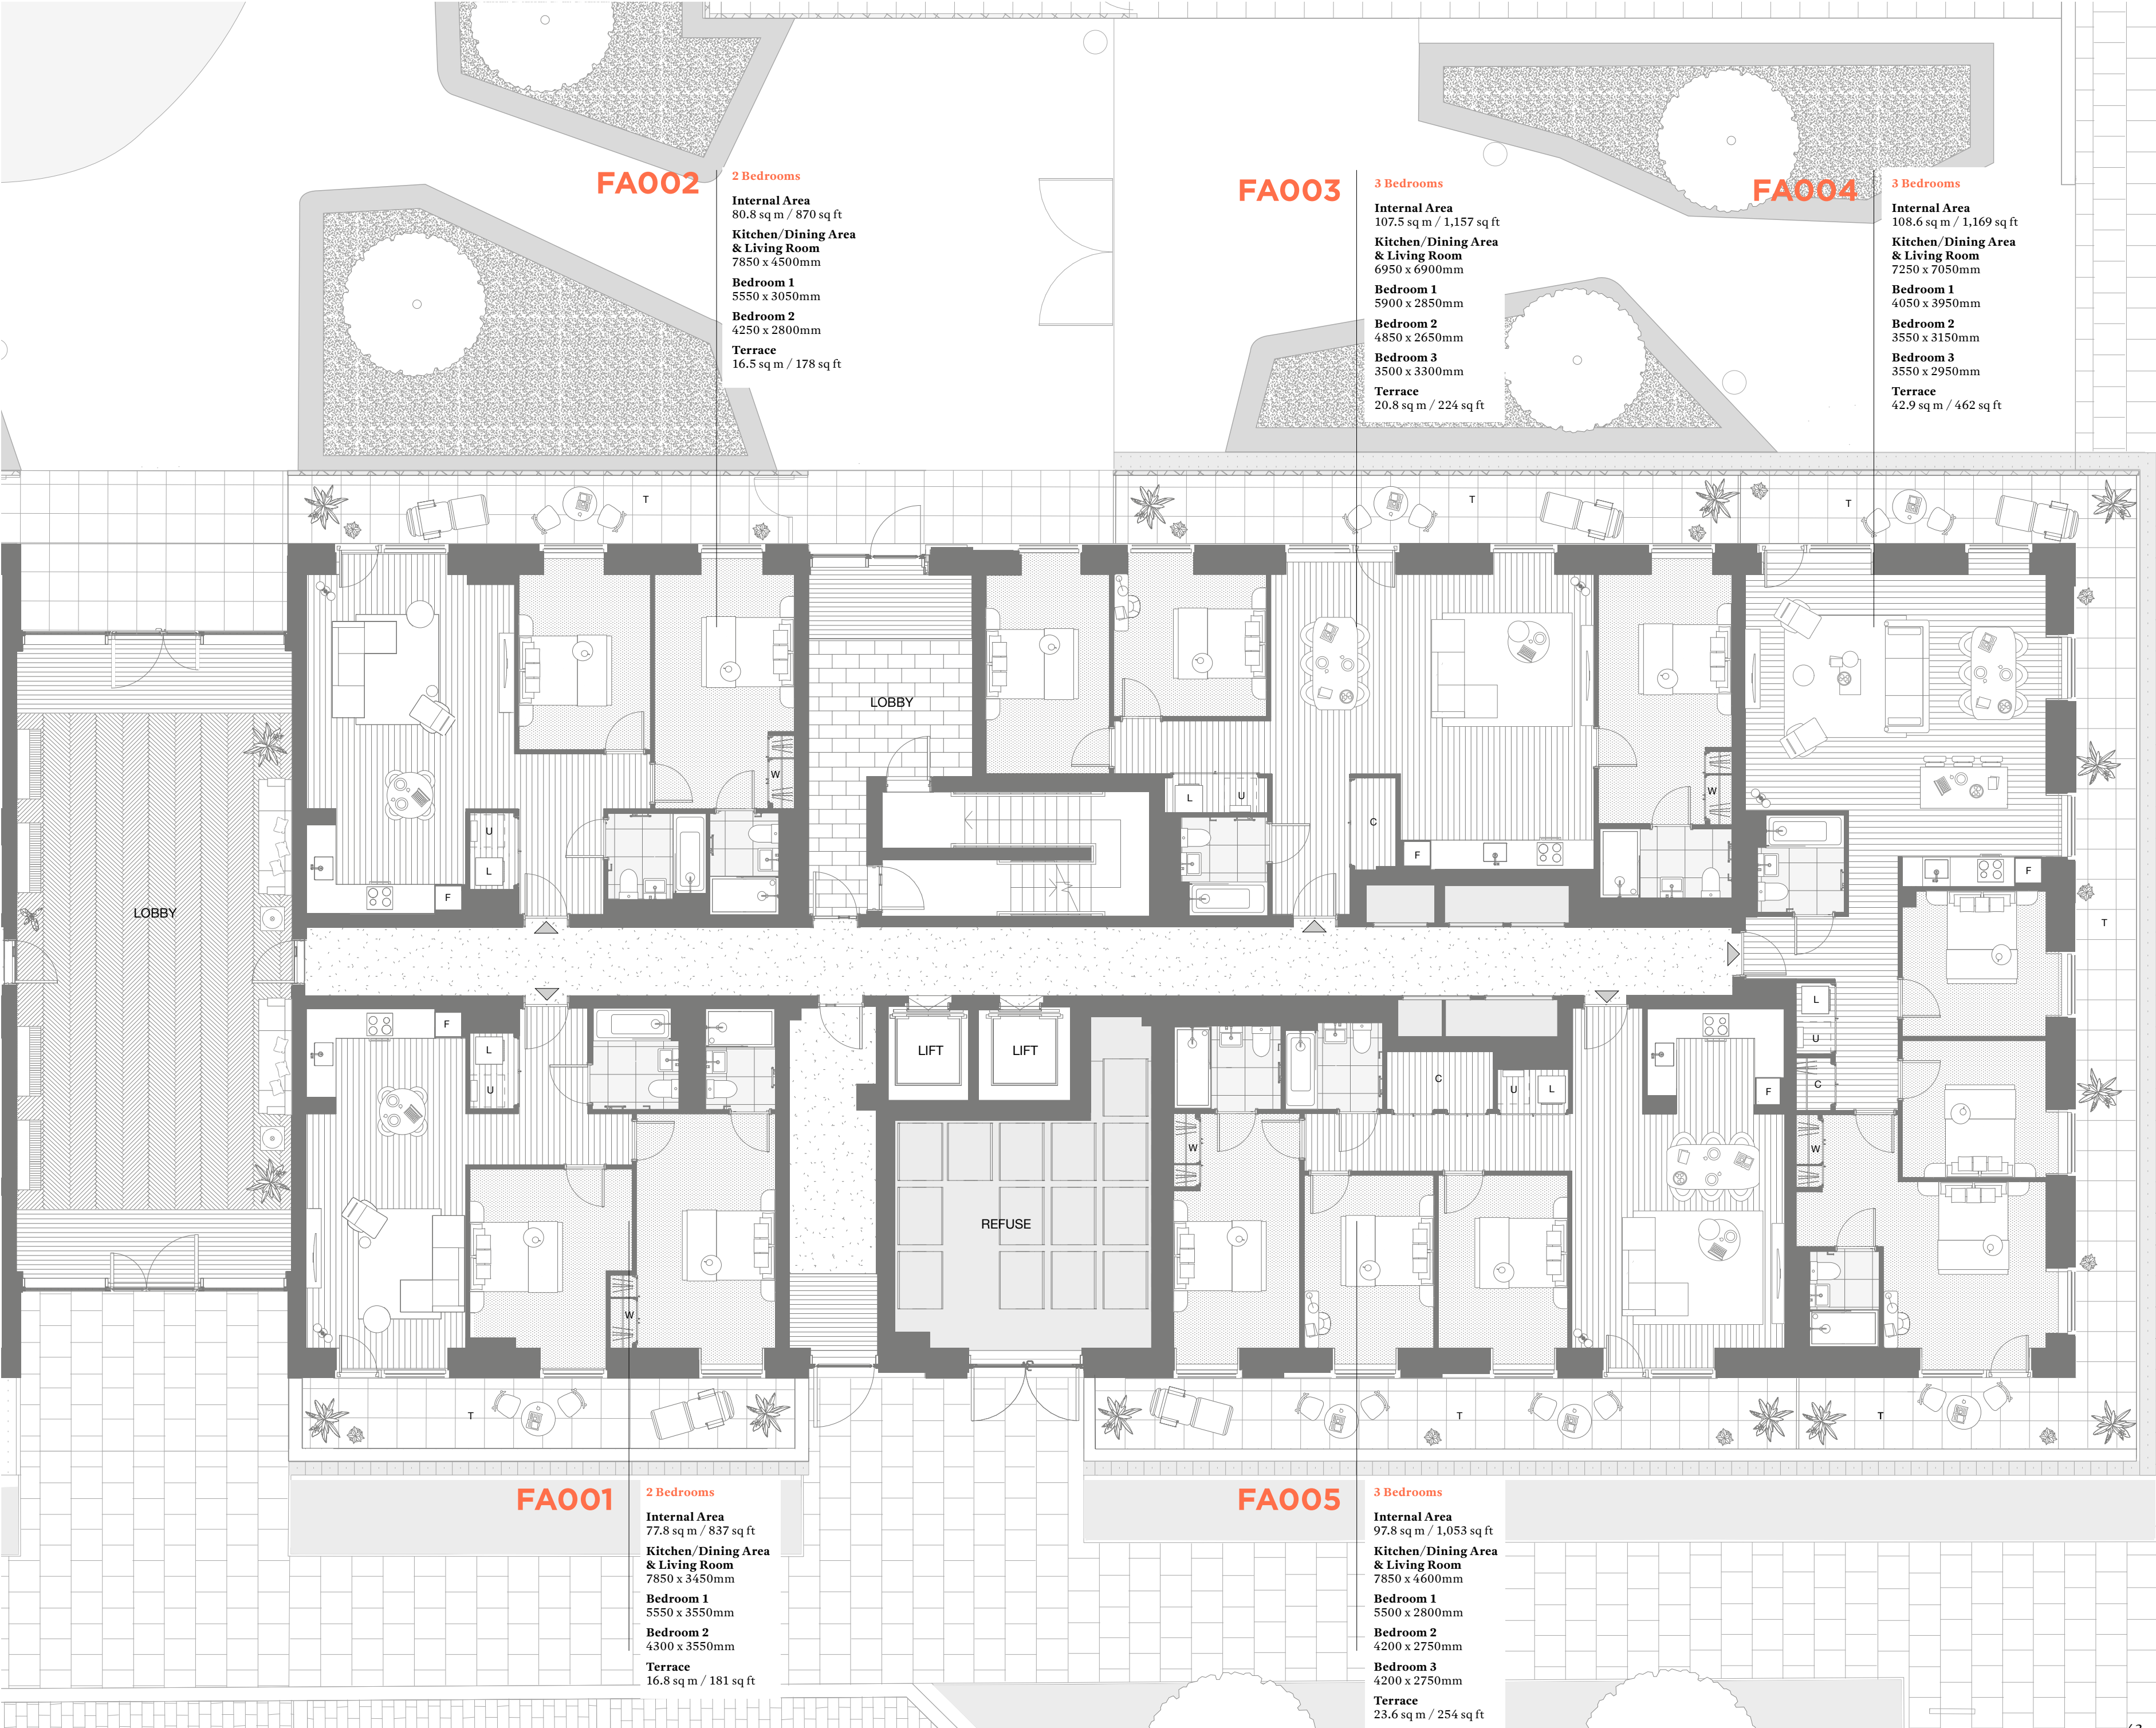 FA002
2 Bedrooms
Internal Area
80.8 sq m / 870 sq ft
Kitchen/Dining Area
& Living Room
7850 x 4500mm
Bedroom 1
5550 x 3050mm
Bedroom 2
4250 x 2800mm
Terrace
16.5 sq m / 178 sq ft
FA003
3 Bedrooms
Internal Area
107.5 sq m / 1,157 sq ft
Kitchen/Dining Area
& Living Room
6950 x 6900mm
Bedroom 1
5900 x 2850mm
Bedroom 2
4850 x 2650mm
Bedroom 3
3500 x 3300mm
Terrace
20.8 sq m / 224 sq ft
FA004
3 Bedrooms
Internal Area
108.6 sq m / 1,169 sq ft
Kitchen/Dining Area
& Living Room
7250 x 7050mm
Bedroom 1
4050 x 3950mm
Bedroom 2
3550 x 3150mm
Bedroom 3
3550 x 2950mm
Terrace
42.9 sq m / 462 sq ft
T
T
T
LOBBY
W
L
U
W
C
U
L
F
F
F
LOBBY
T
F
L
U
LIFT
LIFT
C
U
L
F
L
U
C
W
W
REFUSE
W
T
T
T
FA001
2 Bedrooms
Internal Area
77.8 sq m / 837 sq ft
Kitchen/Dining Area
& Living Room
7850 x 3450mm
Bedroom 1
5550 x 3550mm
Bedroom 2
4300 x 3550mm
Terrace
16.8 sq m / 181 sq ft
FA005
3 Bedrooms
Internal Area
97.8 sq m / 1,053 sq ft
Kitchen/Dining Area
& Living Room
7850 x 4600mm
Bedroom 1
5500 x 2800mm
Bedroom 2
4200 x 2750mm
Bedroom 3
4200 x 2750mm
Terrace
23.6 sq m / 254 sq ft